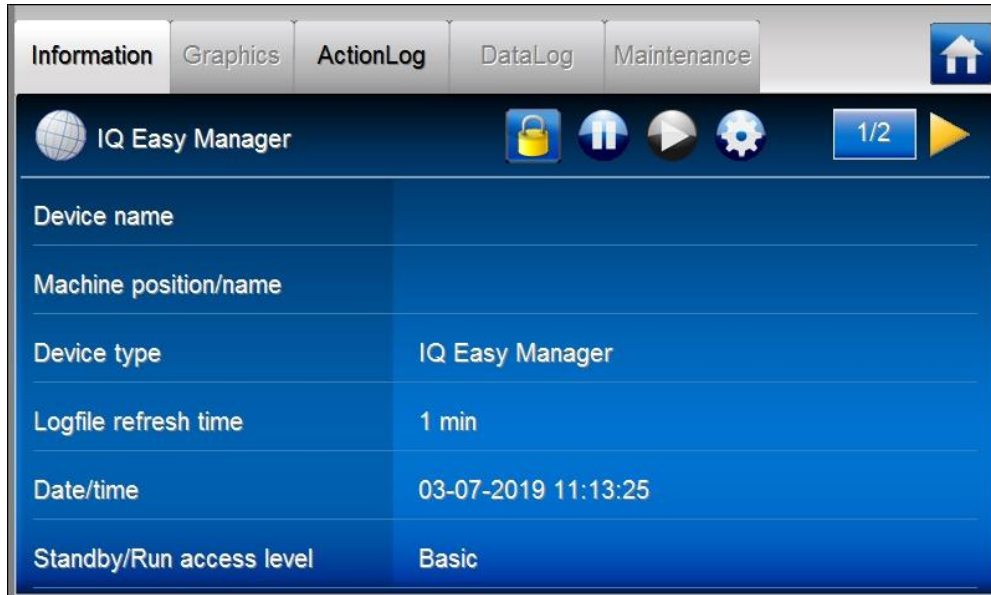 Information Graphics ActionLog DataLog Maintenance
IQ Easy Manager 1/2
Device name
Machine position/name
Device type IQ Easy Manager
Logfile refresh time 1 min
Date/time 03-07-2019 11:13:25
Standby/Run access level Basic